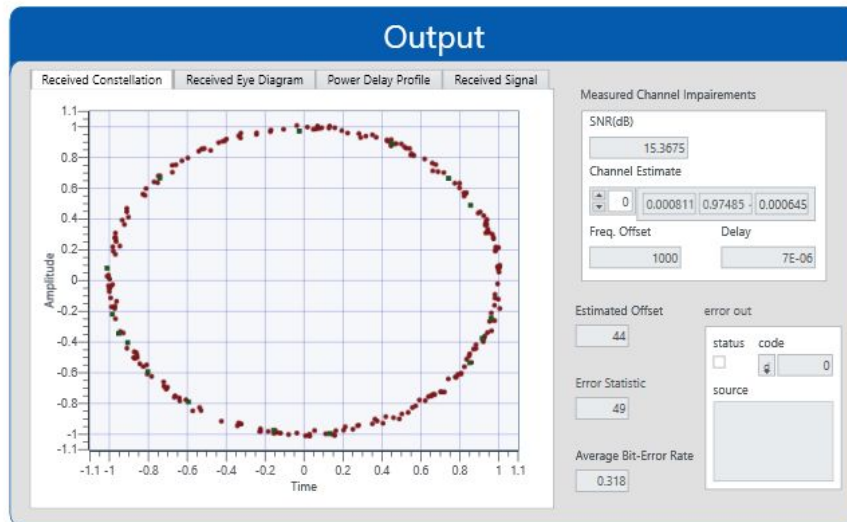 Output
Received Constellation Received Eye Diagram Power Delay Profile Received Signal
1.1
1
0.8
0.6
0.4
0.2
0
-0.2
-0.4
-0.6
-0.8
-1
-1.1
Amplitude
-1.1 -1 -0.8 -0.6 -0.4 -0.2 0 0.2 0.4 0.6 0.8 1 1.1
Time
Measured Channel Impairements
SNR(dB)
15.3675
Channel Estimate
0 0.000811 0.97485 - 0.000645
Freq. Offset Delay
1000 7E-06
Estimated Offset
44
Error Statistic
49
Average Bit-Error Rate
0.318
error out
status code
d 0
source